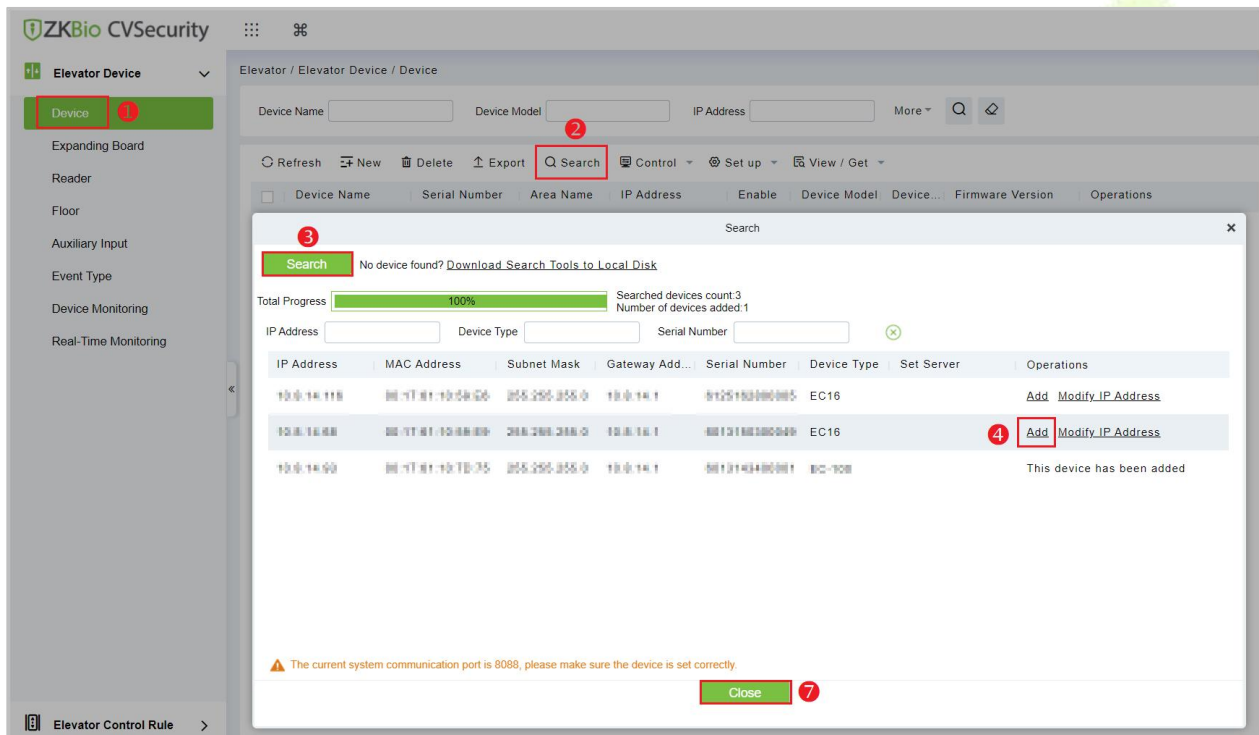 ZKBio CVSecurity
Elevator Device
Elevator / Elevator Device / Device
Device
1
Device Name
Device Model
IP Address
More
Expanding Board
2
Reader
Refresh New Delete Export Search Control Set up View / Get
Floor
Device Name Serial Number Area Name IP Address Enable Device Model Device... Firmware Version Operations
Auxiliary Input
Event Type
Device Monitoring
Real-Time Monitoring
Search
×
3
Search No device found? Download Search Tools to Local Disk
Total Progress 100% Searched devices count:3
Number of devices added:1
IP Address Device Type Serial Number
IP Address MAC Address Subnet Mask Gateway Add... Serial Number Device Type Set Server Operations
EC16 Add Modify IP Address
EC16 4 Add Modify IP Address
This device has been added
The current system communication port is 8088, please make sure the device is set correctly.
Close 7
Elevator Control Rule